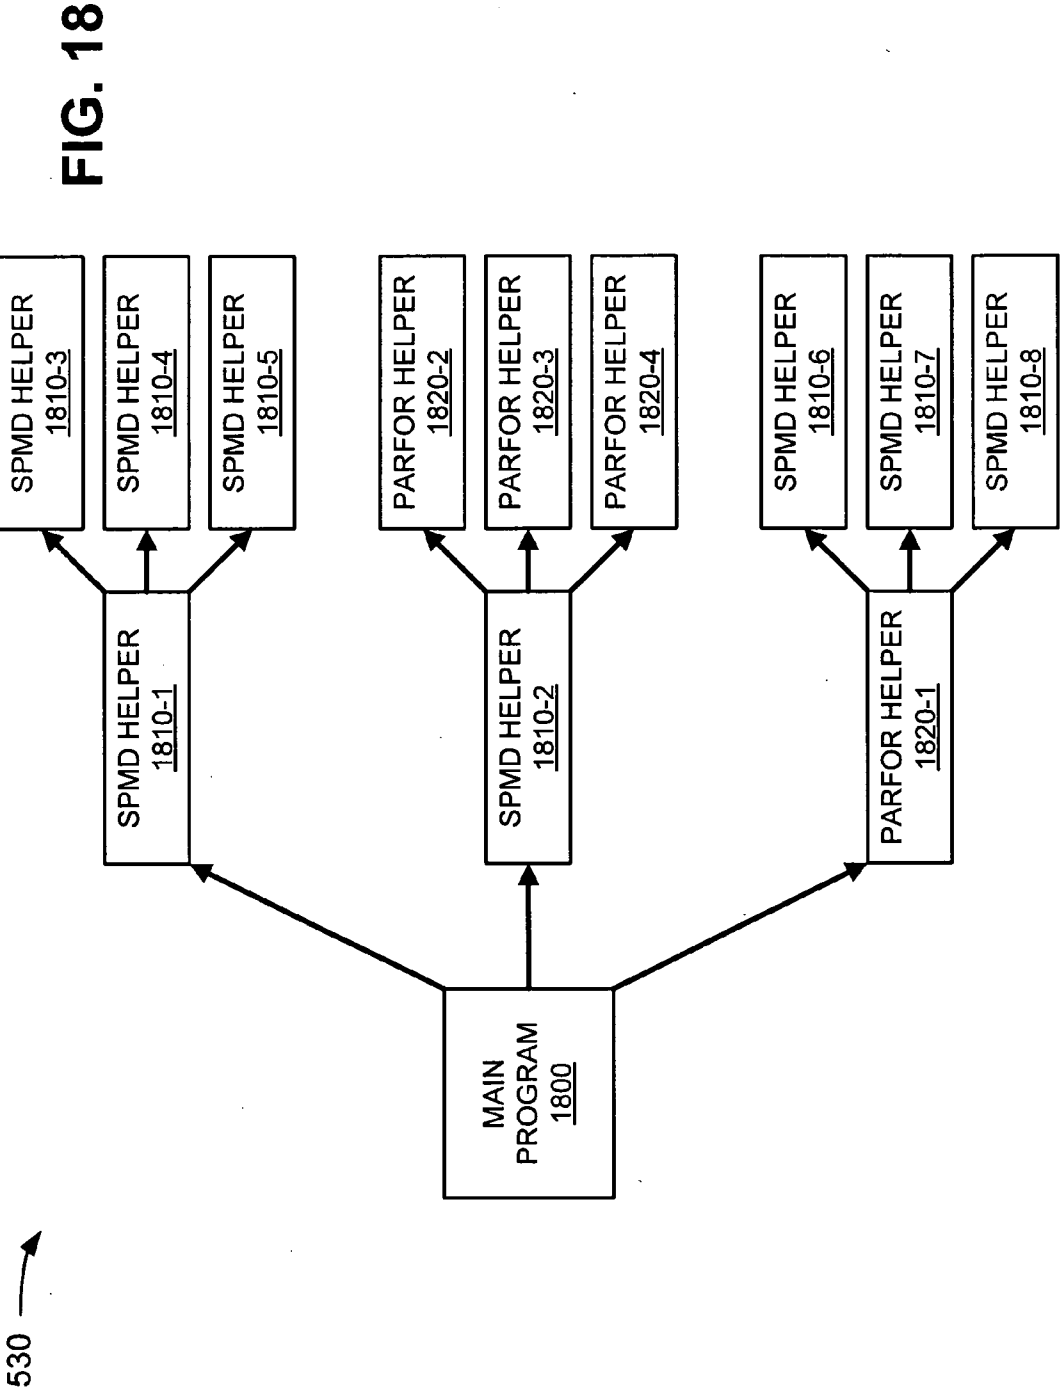 530
MAIN
PROGRAM
1800
SPMD HELPER
1810-1
SPMD HELPER
1810-2
PARFOR HELPER
1820-1
SPMD HELPER
1810-3
SPMD HELPER
1810-4
SPMD HELPER
1810-5
PARFOR HELPER
1820-2
PARFOR HELPER
1820-3
PARFOR HELPER
1820-4
SPMD HELPER
1810-6
SPMD HELPER
1810-7
SPMD HELPER
1810-8
FIG. 18